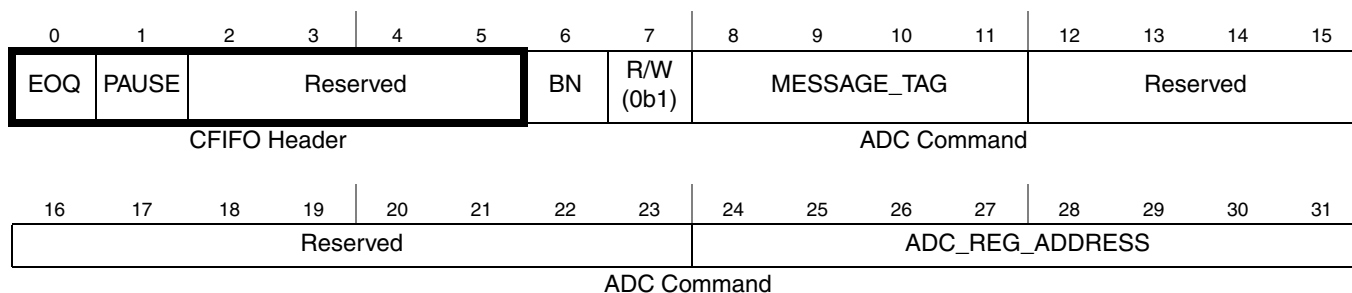 0 1 2 3 4 5 6 7 8 9 10 11 12 13 14 15
EOQ PAUSE Reserved BN R/W (0b1) MESSAGE_TAG Reserved
CFIFO Header ADC Command
16 17 18 19 20 21 22 23 24 25 26 27 28 29 30 31
Reserved ADC_REG_ADDRESS
ADC Command